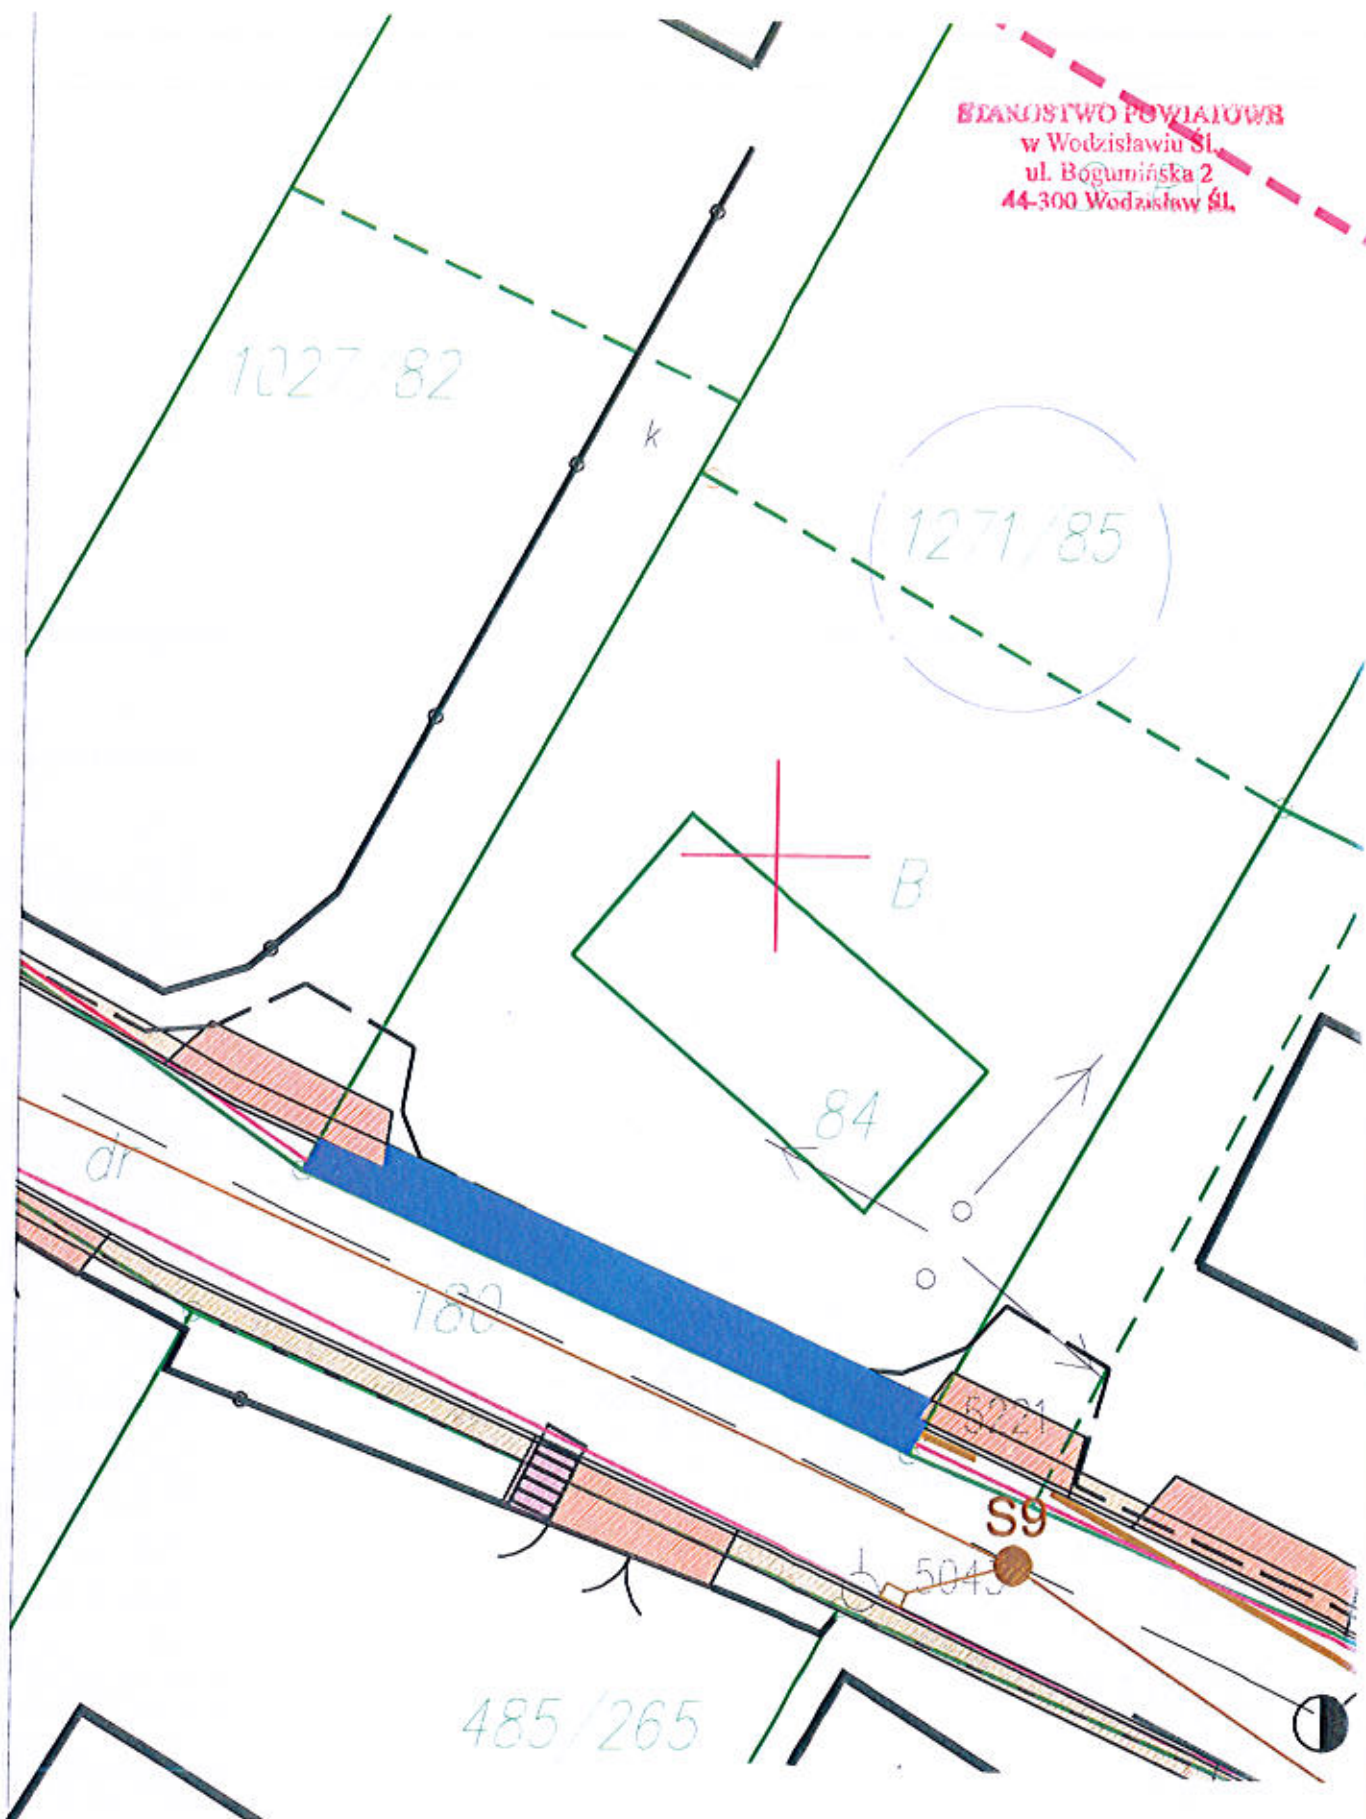 STAROSTWO POWIATOWE
w Wodzisławiu Śl.
ul. Bogumińska 2
44-300 Wodzisław Śl.
1027/82
k
1271/85
B
84
dr
180
5221
S9
5043
485/265